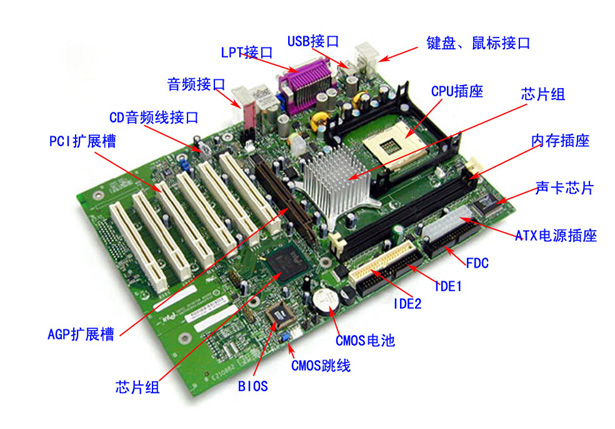 USB接口
键盘、鼠标接口
LPT接口
音频接口
CPU插座
芯片组
CD音频线接口
PCI扩展槽
内存插座
声卡芯片
ATX电源插座
FDC
IDE1
IDE2
AGP扩展槽
CMOS电池
CMOS跳线
芯片组
BIOS